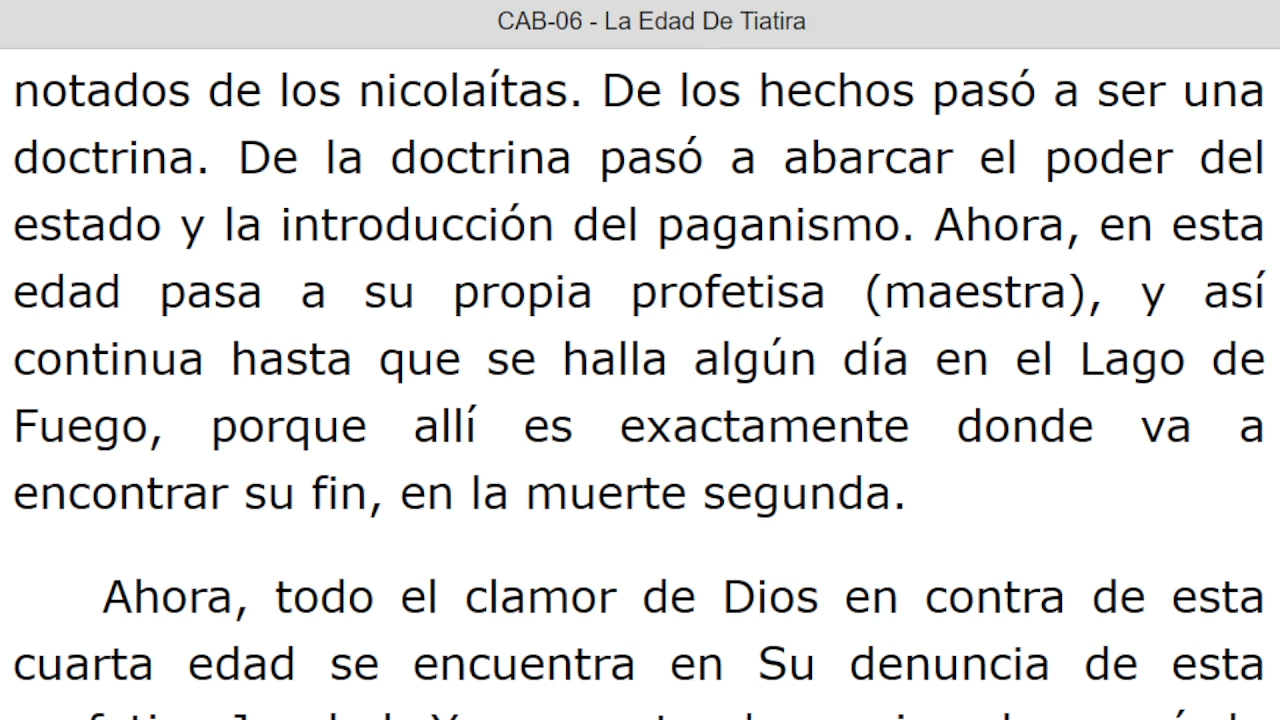 CAB-06 - La Edad De Tiatira
notados de los nicolaítas. De los hechos pasó a ser una
doctrina. De la doctrina pasó a abarcar el poder del
estado y la introducción del paganismo. Ahora, en esta
edad pasa a su propia profetisa (maestra), y así
continua hasta que se halla algún día en el Lago de
Fuego, porque allí es exactamente donde va a
encontrar su fin, en la muerte segunda.
Ahora, todo el clamor de Dios en contra de esta
cuarta edad se encuentra en Su denuncia de esta